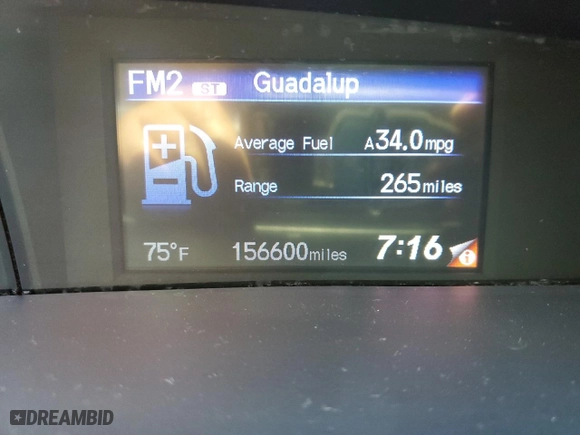 FM2 ST Guadalup
Average Fuel A34.0mpg
Range 265miles
75°F 156600miles 7:16 i
DREAMBID